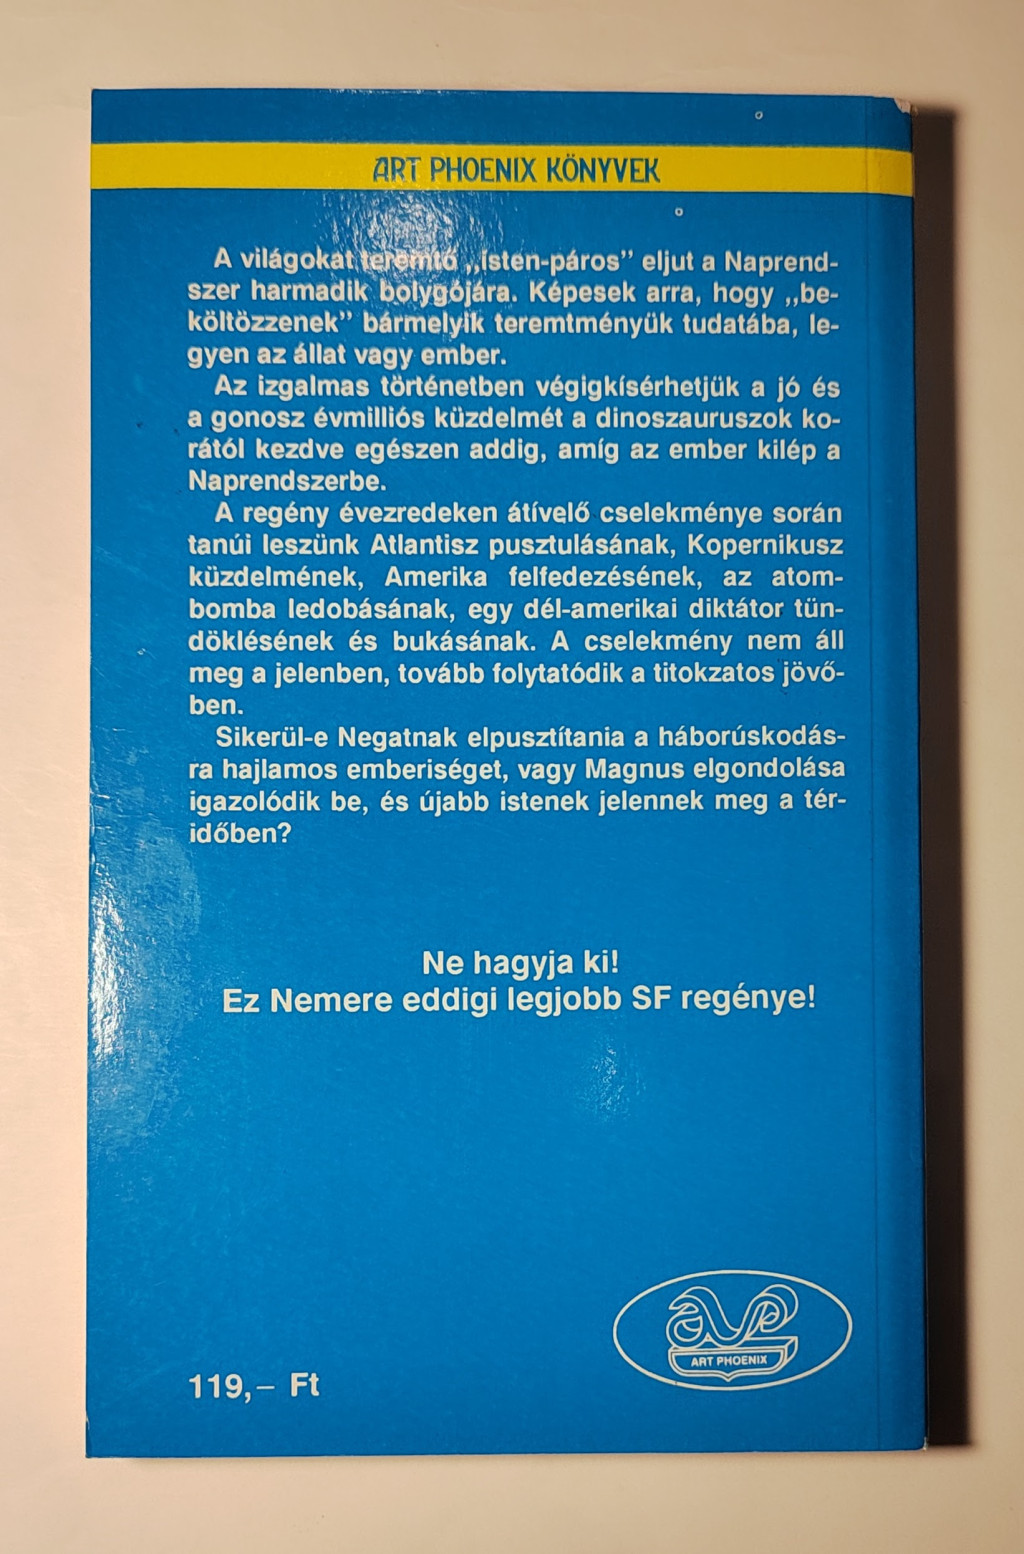 ART PHOENIX KÖNYVEK
A világokat teremtő „isten-páros” eljut a Naprend-
szer harmadik bolygójára. Képesek arra, hogy „be-
költözzenek” bármelyik teremtményük tudatába, le-
gyen az állat vagy ember.
Az izgalmas történetben végigkísérhetjük a jó és
a gonosz évmilliós küzdelmét a dinoszauruszok ko-
rától kezdve egészen addig, amíg az ember kilép a
Naprendszerbe.
A regény évezredeken átívelő cselekménye során
tanúi leszünk Atlantisz pusztulásának, Kopernikusz
küzdelmének, Amerika felfedezésének, az atom-
bomba ledobásának, egy dél-amerikai diktátor tün-
döklésének és bukásának. A cselekmény nem áll
meg a jelenben, tovább folytatódik a titokzatos jövő-
ben.
Sikerül-e Negatnak elpusztítania a háborúskodás-
ra hajlamos emberiséget, vagy Magnus elgondolása
igazolódik be, és újabb istenek jelennek meg a tér-
időben?
Ne hagyja ki!
Ez Nemere eddigi legjobb SF regénye!
ART PHOENIX
119,– Ft